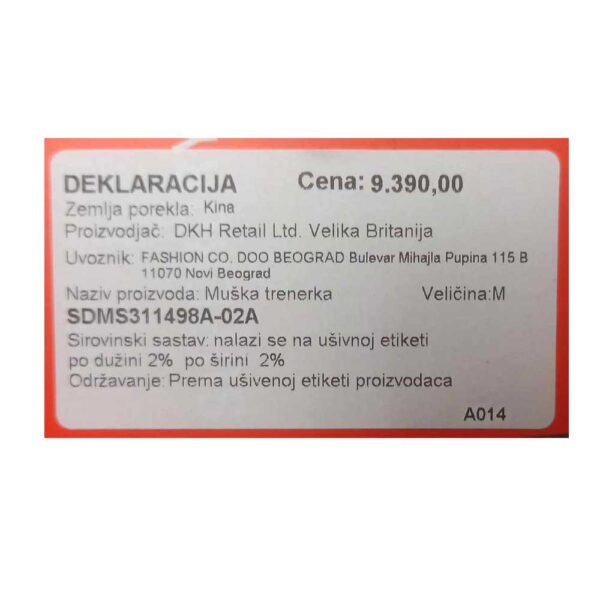 DEKLARACIJA Cena: 9.390,00
Zemlja porekla: Kina
Proizvodjač: DKH Retail Ltd. Velika Britanija
Uvoznik: FASHION CO. DOO BEOGRAD Bulevar Mihajla Pupina 115 B
11070 Novi Beograd
Naziv proizvoda: Muška trenerka Veličina:M
SDMS311498A-02A
Sirovinski sastav: nalazi se na ušivnoj etiketi
po dužini 2% po širini 2%
Održavanje: Prema ušivenoj etiketi proizvodaca
A014